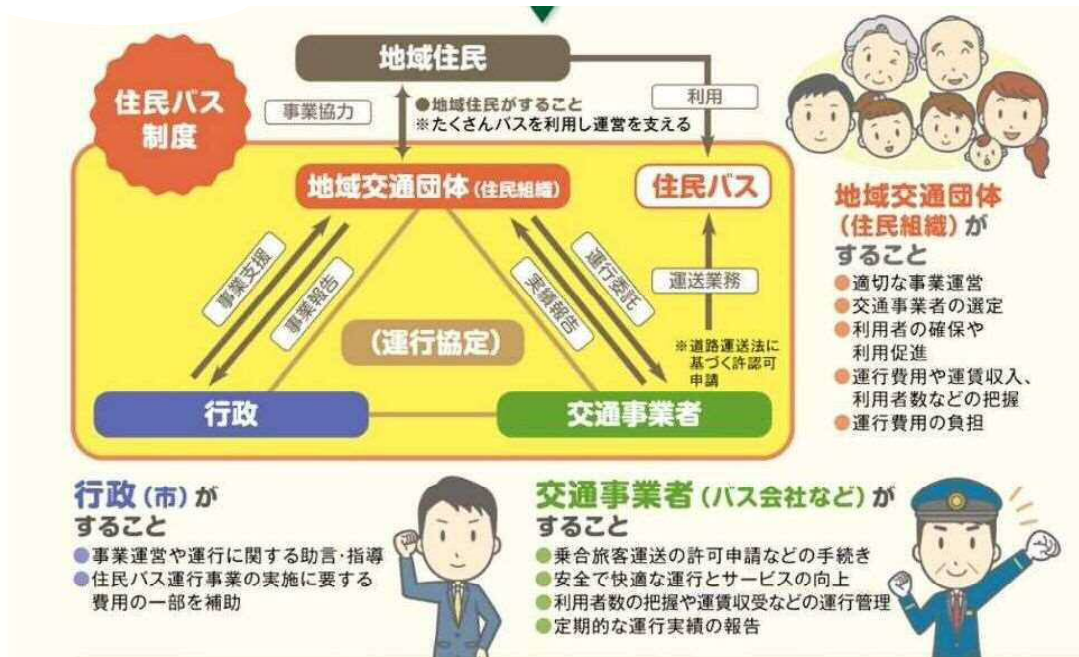 住民バス
制度
地域住民
事業協力
●地域住民がすること
※たくさんバスを利用し運営を支える
利用
地域交通団体(住民組織)
住民バス
事業支援
事業報告
実績報告
運行委託
運送業務
(運行協定)
※道路運送法に
基づく許認可
申請
行政
交通事業者
地域交通団体
(住民組織)が
すること
●適切な事業運営
●交通事業者の選定
●利用者の確保や
利用促進
●運行費用や運賃収入、
利用者数などの把握
●運行費用の負担
行政(市)が
すること
●事業運営や運行に関する助言・指導
●住民バス運行事業の実施に要する
費用の一部を補助
交通事業者(バス会社など)が
すること
●乗合旅客運送の許可申請などの手続き
●安全で快適な運行とサービスの向上
●利用者数の把握や運賃収受などの運行管理
●定期的な運行実績の報告